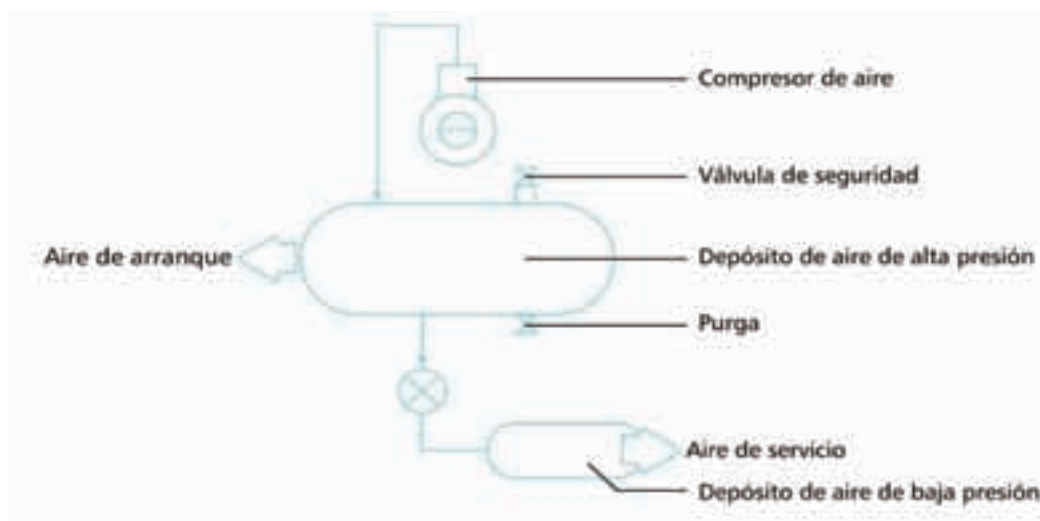 Compresor de aire
Válvula de seguridad
Aire de arranque
Depósito de aire de alta presión
Purga
Aire de servicio
Depósito de aire de baja presión